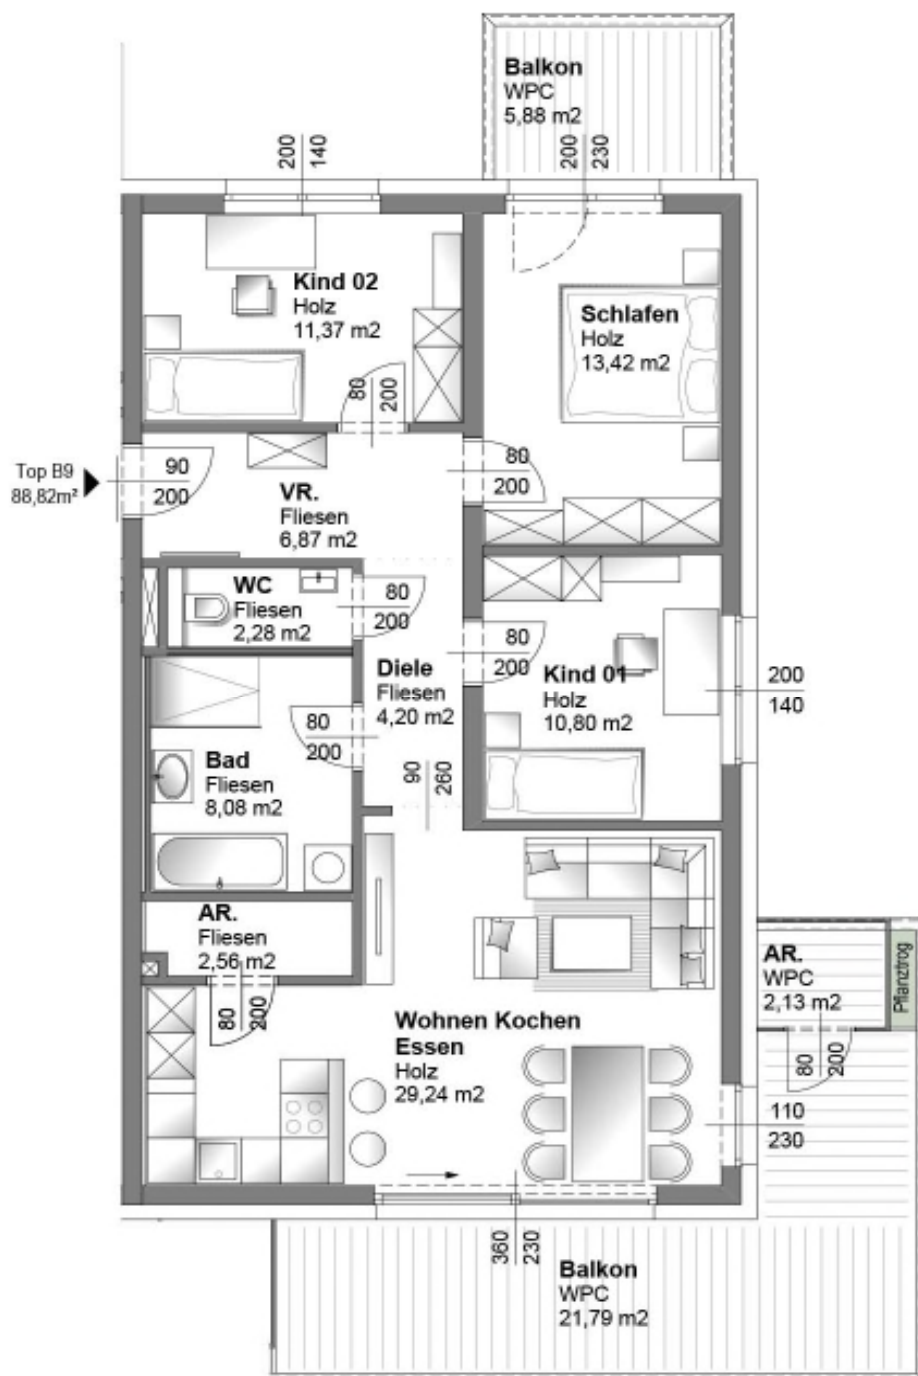 Balkon
WPC
5,88 m2
200
140
200
230
Kind 02
Holz
11,37 m2
80
200
Schlafen
Holz
13,42 m2
Top B9
88,82m²
90
200
VR.
Fliesen
6,87 m2
80
200
WC
Fliesen
2,28 m2
80
200
80
200
Diele
Fliesen
4,20 m2
Kind 01
Holz
10,80 m2
200
140
80
200
Bad
Fliesen
8,08 m2
90
260
AR.
Fliesen
2,56 m2
80
200
AR.
WPC
2,13 m2
Pflanztrog
80
200
Wohnen Kochen
Essen
Holz
29,24 m2
110
230
360
230
Balkon
WPC
21,79 m2